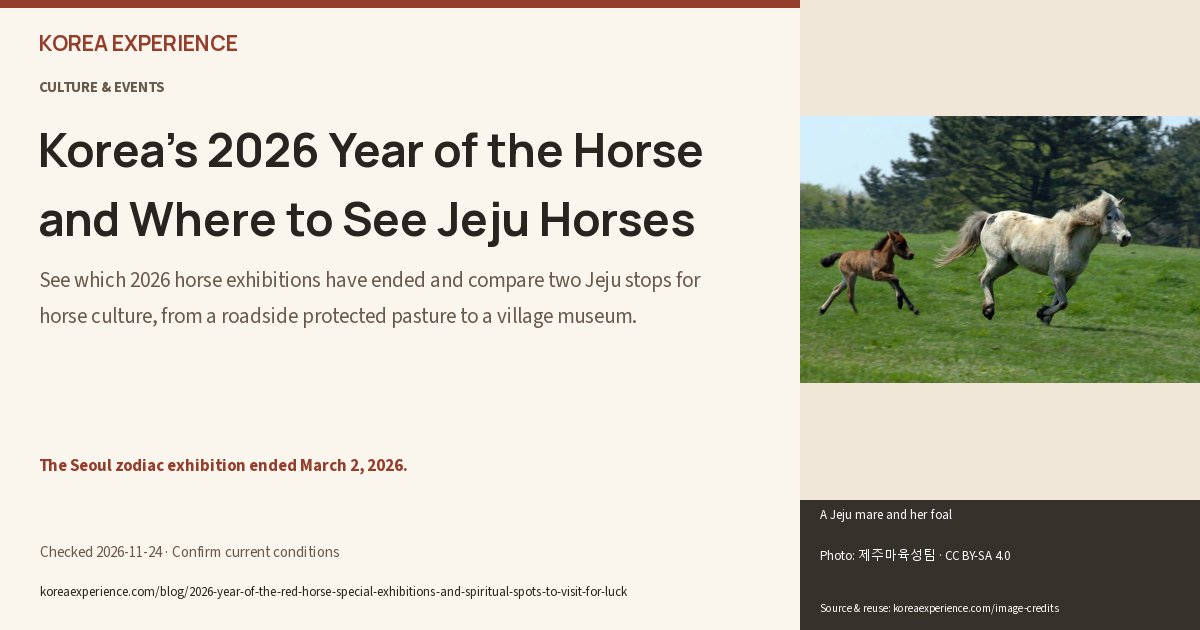 KOREA EXPERIENCE
CULTURE & EVENTS
Korea’s 2026 Year of the Horse
and Where to See Jeju Horses
See which 2026 horse exhibitions have ended and compare two Jeju stops for
horse culture, from a roadside protected pasture to a village museum.
The Seoul zodiac exhibition ended March 2, 2026.
Checked 2026-11-24 · Confirm current conditions
koreaexperience.com/blog/2026-year-of-the-red-horse-special-exhibitions-and-spiritual-spots-to-visit-for-luck
A Jeju mare and her foal
Photo: 제주마육성팀 · CC BY-SA 4.0
Source & reuse: koreaexperience.com/image-credits